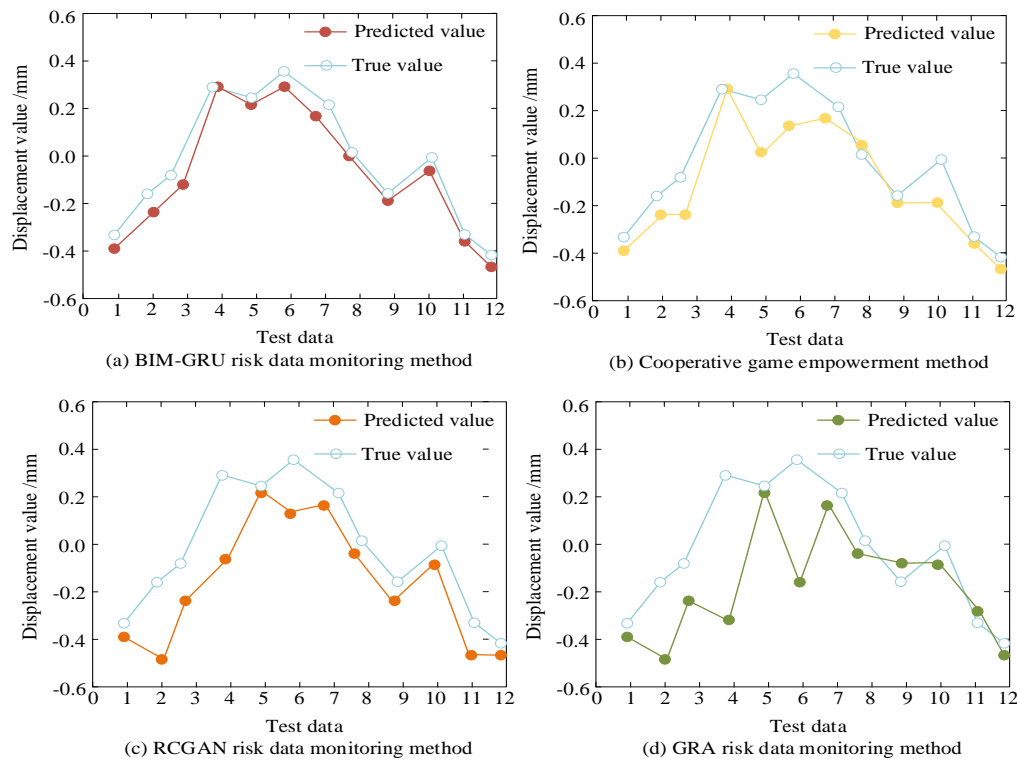 0.6
0.4
0.2
0.0
-0.2
-0.4
-0.6
Displacement value /mm
Predicted value
True value
0 1 2 3 4 5 6 7 8 9 10 11 12
Test data
(a) BIM-GRU risk data monitoring method
0.6
0.4
0.2
0.0
-0.2
-0.4
-0.6
Displacement value /mm
Predicted value
True value
0 1 2 3 4 5 6 7 8 9 10 11 12
Test data
(b) Cooperative game empowerment method
0.6
0.4
0.2
0.0
-0.2
-0.4
-0.6
Displacement value /mm
Predicted value
True value
0 1 2 3 4 5 6 7 8 9 10 11 12
Test data
(c) RCGAN risk data monitoring method
0.6
0.4
0.2
0.0
-0.2
-0.4
-0.6
Displacement value /mm
Predicted value
True value
0 1 2 3 4 5 6 7 8 9 10 11 12
Test data
(d) GRA risk data monitoring method